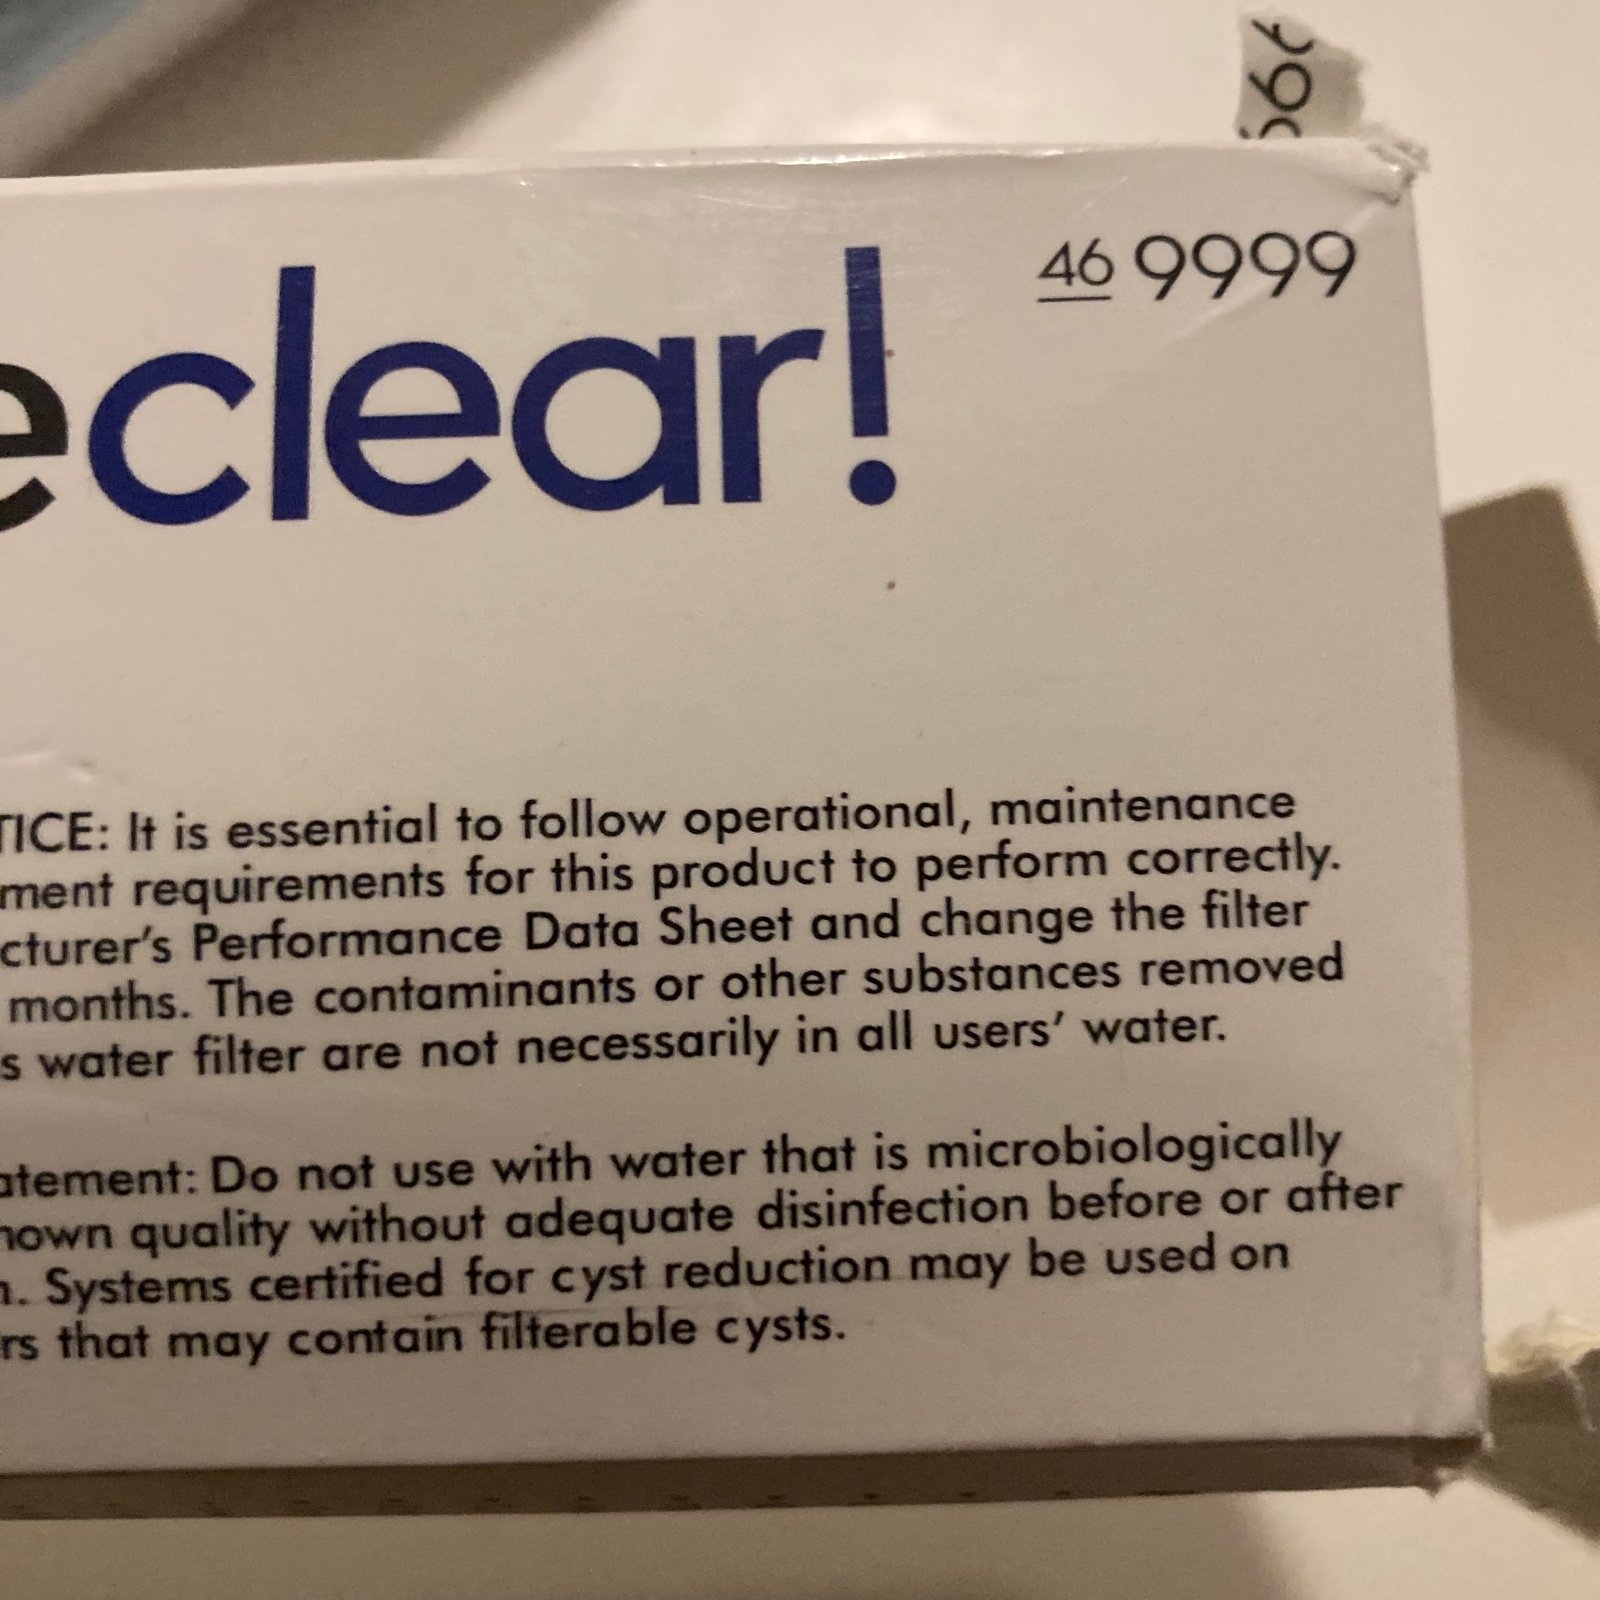 eclear!
46 9999
TICE: It is essential to follow operational, maintenance
ment requirements for this product to perform correctly.
cturer's Performance Data Sheet and change the filter
months. The contaminants or other substances removed
s water filter are not necessarily in all users' water.
atement: Do not use with water that is microbiologically
nown quality without adequate disinfection before or after
n. Systems certified for cyst reduction may be used on
rs that may contain filterable cysts.